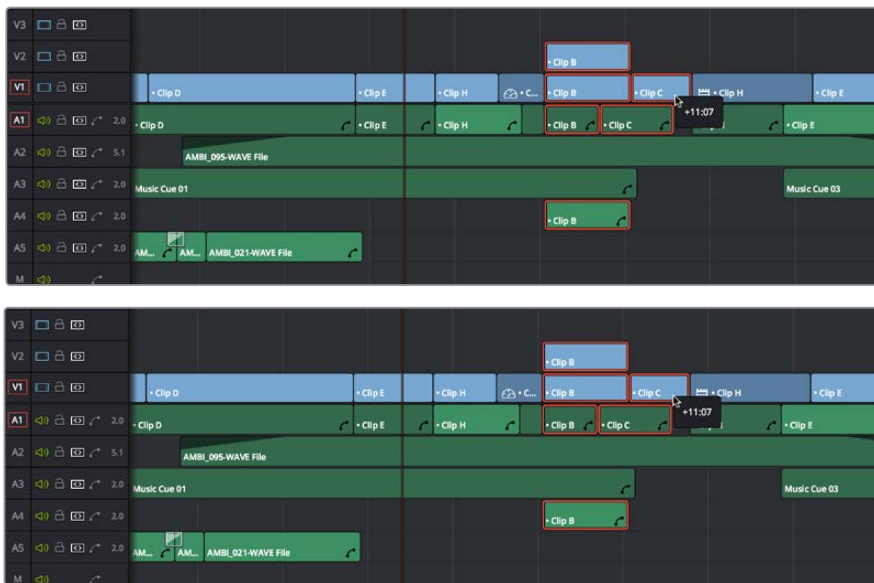 V3
V2
• Clip B
V1
• Clip D • Clip E • Clip H • C... • Clip B • Clip C • Clip H • Clip E
+11:07
A1 2.0 • Clip D • Clip E • Clip H • Clip B • Clip C • Clip E
A2 5.1 AMBI_095-WAVE File
A3 2.0 Music Cue 01 Music Cue 03
A4 2.0 • Clip B
A5 2.0 AM... AM... AMBI_021-WAVE File
M
V3
V2
• Clip B
V1
• Clip D • Clip E • Clip H • C... • Clip B • Clip C • Clip H • Clip E
+11:07
A1 2.0 • Clip D • Clip E • Clip H • Clip B • Clip C • Clip E
A2 5.1 AMBI_095-WAVE File
A3 2.0 Music Cue 01 Music Cue 03
A4 2.0 • Clip B
A5 2.0 AM... AM... AMBI_021-WAVE File
M